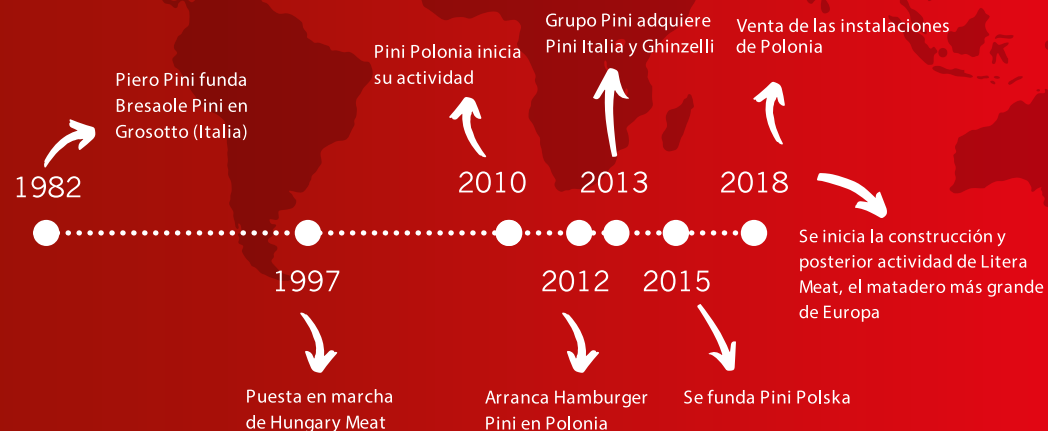 1982
Piero Pini funda
Bresaole Pini en
Grosotto (Italia)
1997
Puesta en marcha
de Hungary Meat
2010
Pini Polonia inicia
su actividad
2012
Arranca Hamburger
Pini en Polonia
2013
Grupo Pini adquiere
Pini Italia y Ghinzelli
2015
Se funda Pini Polska
2018
Venta de las instalaciones
de Polonia
Se inicia la construcción y
posterior actividad de Litera
Meat, el matadero más grande
de Europa